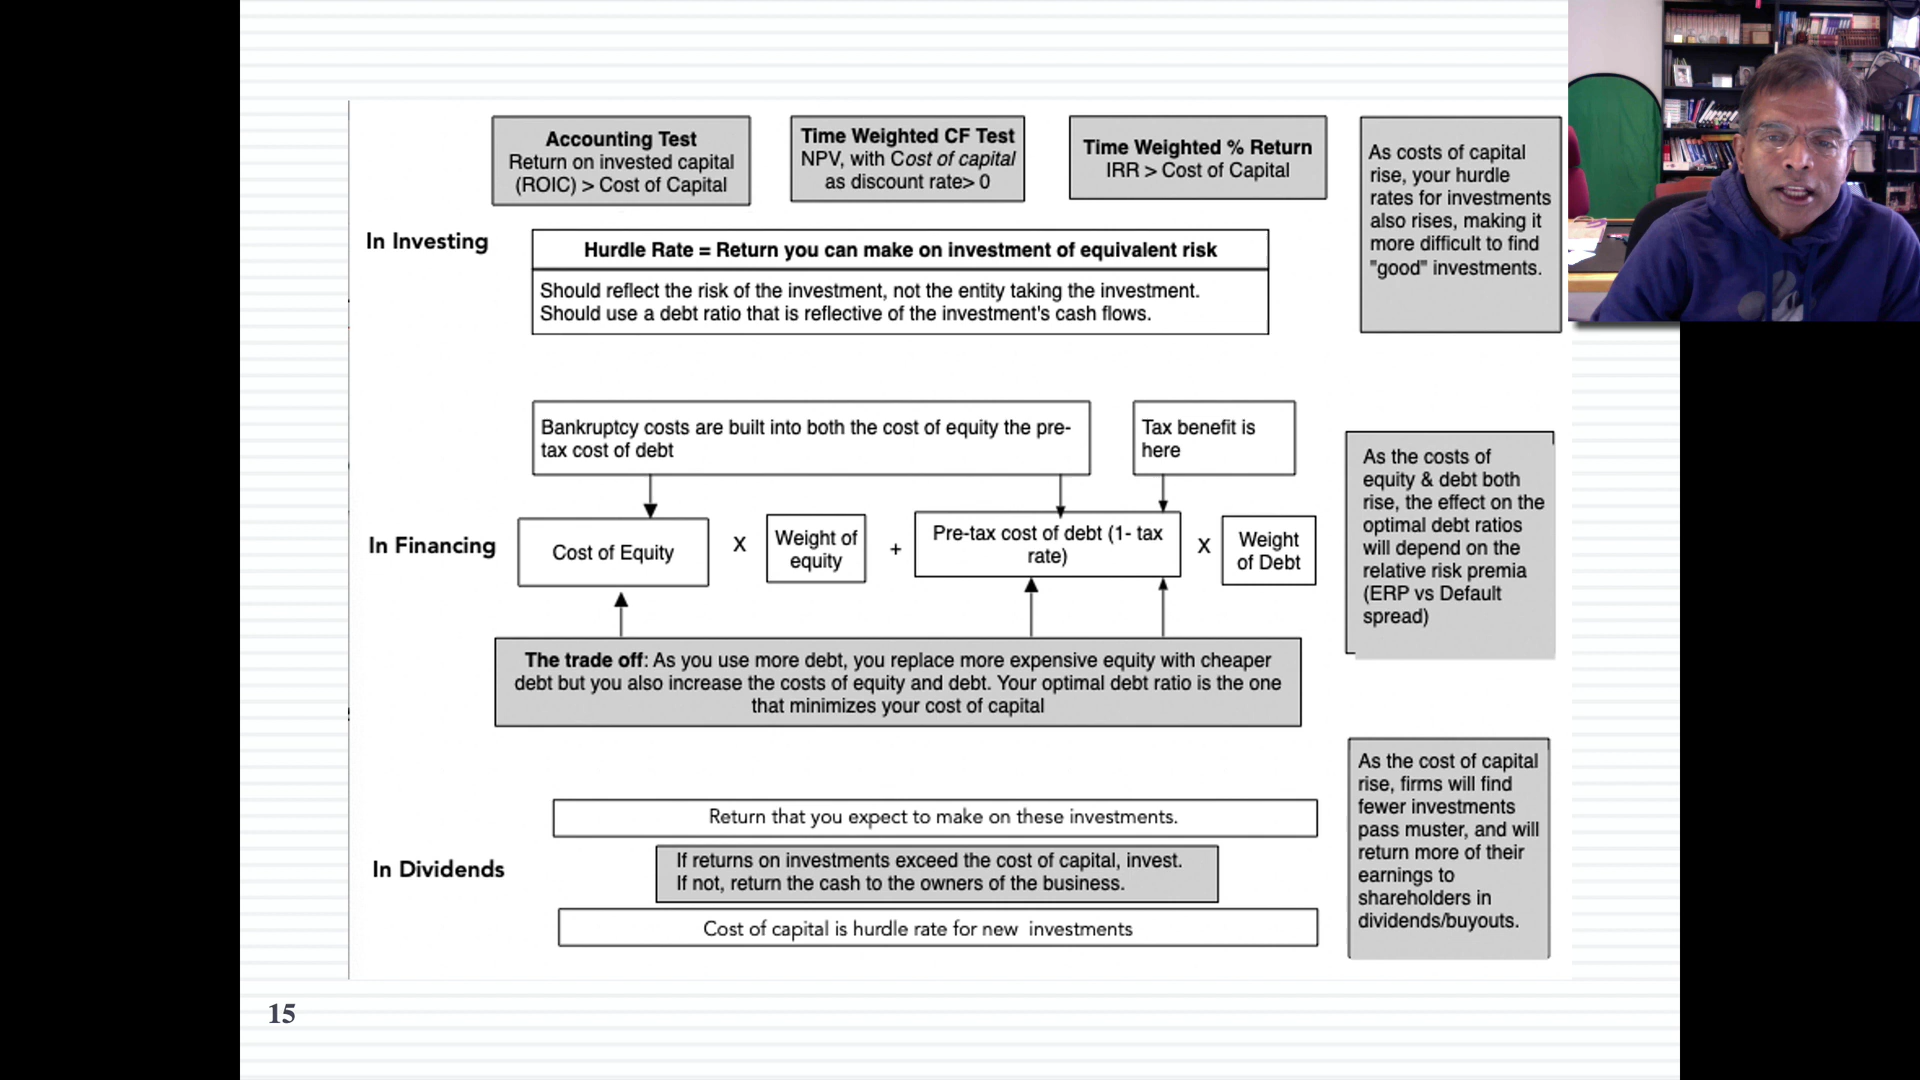 Accounting Test
Return on invested capital
(ROIC) > Cost of Capital
Time Weighted CF Test
NPV, with Cost of capital
as discount rate> 0
Time Weighted % Return
IRR > Cost of Capital
As costs of capital
rise, your hurdle
rates for investments
also rises, making it
more difficult to find
"good" investments.
In Investing
Hurdle Rate = Return you can make on investment of equivalent risk
Should reflect the risk of the investment, not the entity taking the investment.
Should use a debt ratio that is reflective of the investment's cash flows.
Bankruptcy costs are built into both the cost of equity the pre-
tax cost of debt
Tax benefit is
here
In Financing
Cost of Equity
X
Weight of
equity
+
Pre-tax cost of debt (1- tax
rate)
X
Weight
of Debt
As the costs of
equity & debt both
rise, the effect on the
optimal debt ratios
will depend on the
relative risk premia
(ERP vs Default
spread)
The trade off: As you use more debt, you replace more expensive equity with cheaper
debt but you also increase the costs of equity and debt. Your optimal debt ratio is the one
that minimizes your cost of capital
In Dividends
Return that you expect to make on these investments.
If returns on investments exceed the cost of capital, invest.
If not, return the cash to the owners of the business.
Cost of capital is hurdle rate for new investments
As the cost of capital
rise, firms will find
fewer investments
pass muster, and will
return more of their
earnings to
shareholders in
dividends/buyouts.
15